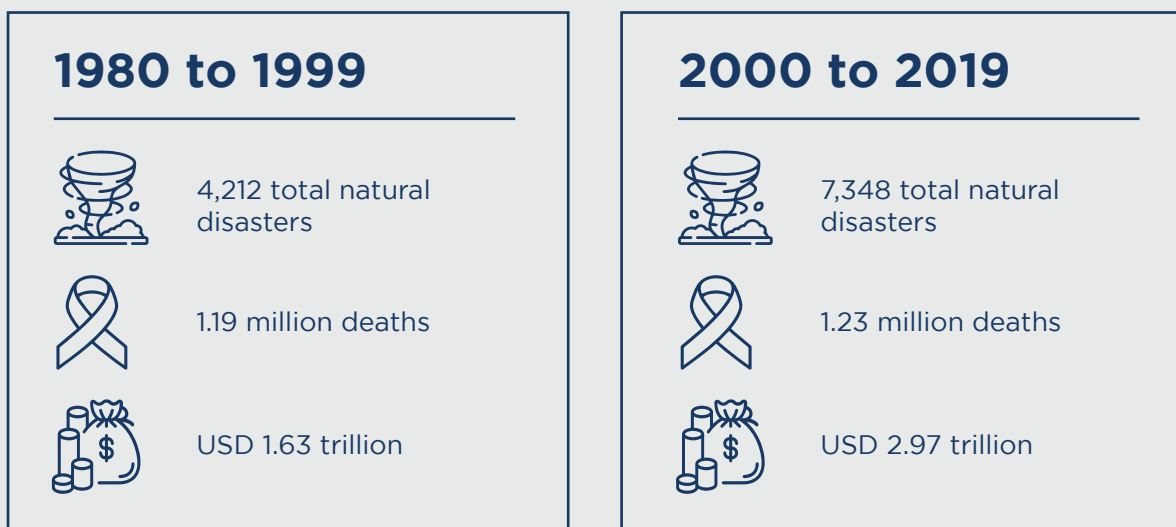 1980 to 1999
4,212 total natural
disasters
1.19 million deaths
$
USD 1.63 trillion
2000 to 2019
7,348 total natural
disasters
1.23 million deaths
$
USD 2.97 trillion